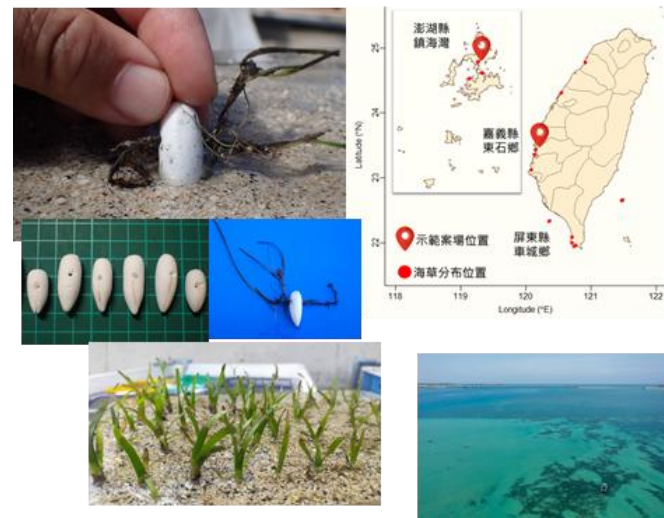 澎湖縣
鎮海灣
嘉義縣
東石鄉
屏東縣
車城鄉
示範案場位置
海草分布位置
Latitude (°N)
25
24
23
22
118
119
120
121
122
Longitude (°E)